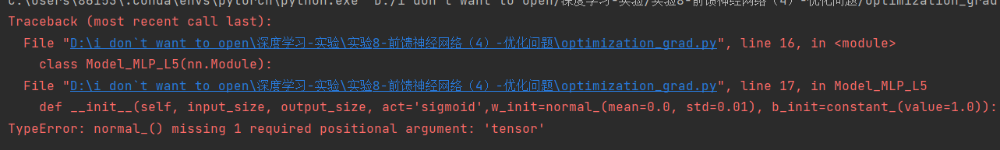 C:\Users\86153\.conda\envs\pytorch\python.exe "D:/i don`t want to open/深度学习-实验/实验8-前馈神经网络（4）-优化问题/optimization_grad
Traceback (most recent call last):
  File "D:\i don`t want to open\深度学习-实验\实验8-前馈神经网络（4）-优化问题\optimization_grad.py", line 16, in <module>
    class Model_MLP_L5(nn.Module):
  File "D:\i don`t want to open\深度学习-实验\实验8-前馈神经网络（4）-优化问题\optimization_grad.py", line 17, in Model_MLP_L5
    def __init__(self, input_size, output_size, act='sigmoid',w_init=normal_(mean=0.0, std=0.01), b_init=constant_(value=1.0)):
TypeError: normal_() missing 1 required positional argument: 'tensor'